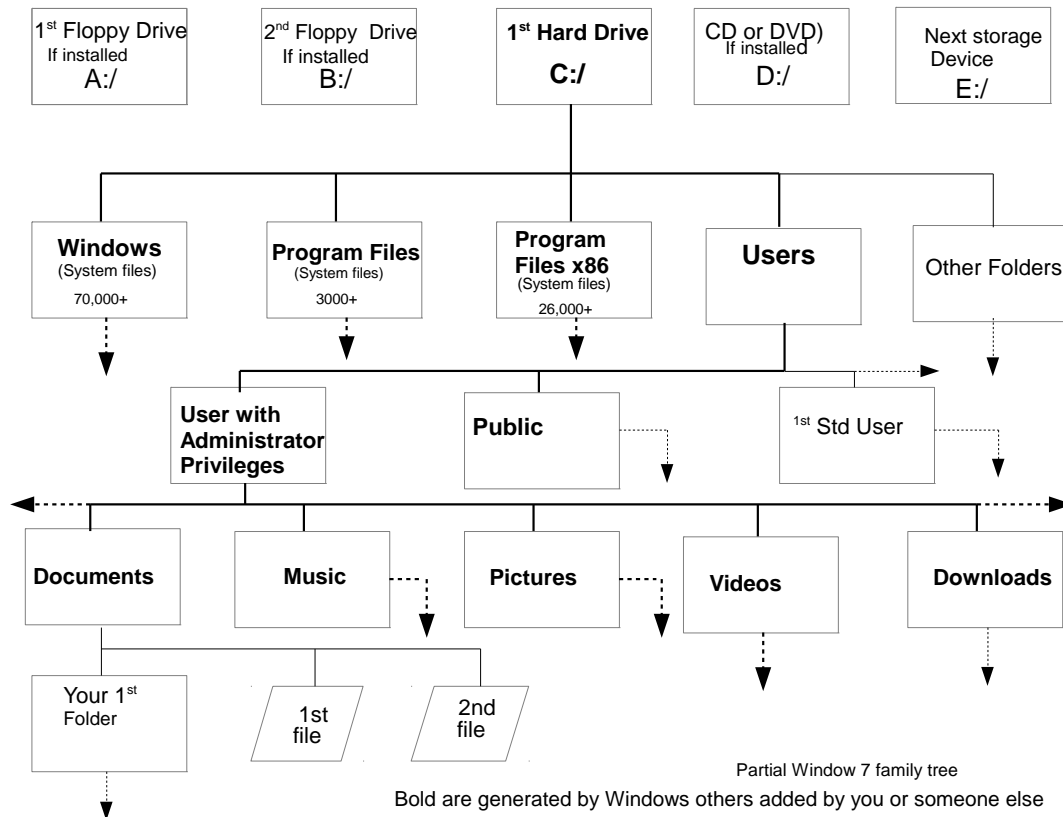 1st Floppy Drive
If installed
A:/
2nd Floppy Drive
If installed
B:/
1st Hard Drive
C:/
CD or DVD)
If installed
D:/
Next storage
Device
E:/
Windows
(System files)
70,000+
Program Files
(System files)
3000+
Program
Files x86
(System files)
26,000+
Users
Other Folders
User with
Administrator
Privileges
Public
1st Std User
Documents
Music
Pictures
Videos
Downloads
Your 1st
Folder
1st
file
2nd
file
Partial Window 7 family tree
Bold are generated by Windows others added by you or someone else